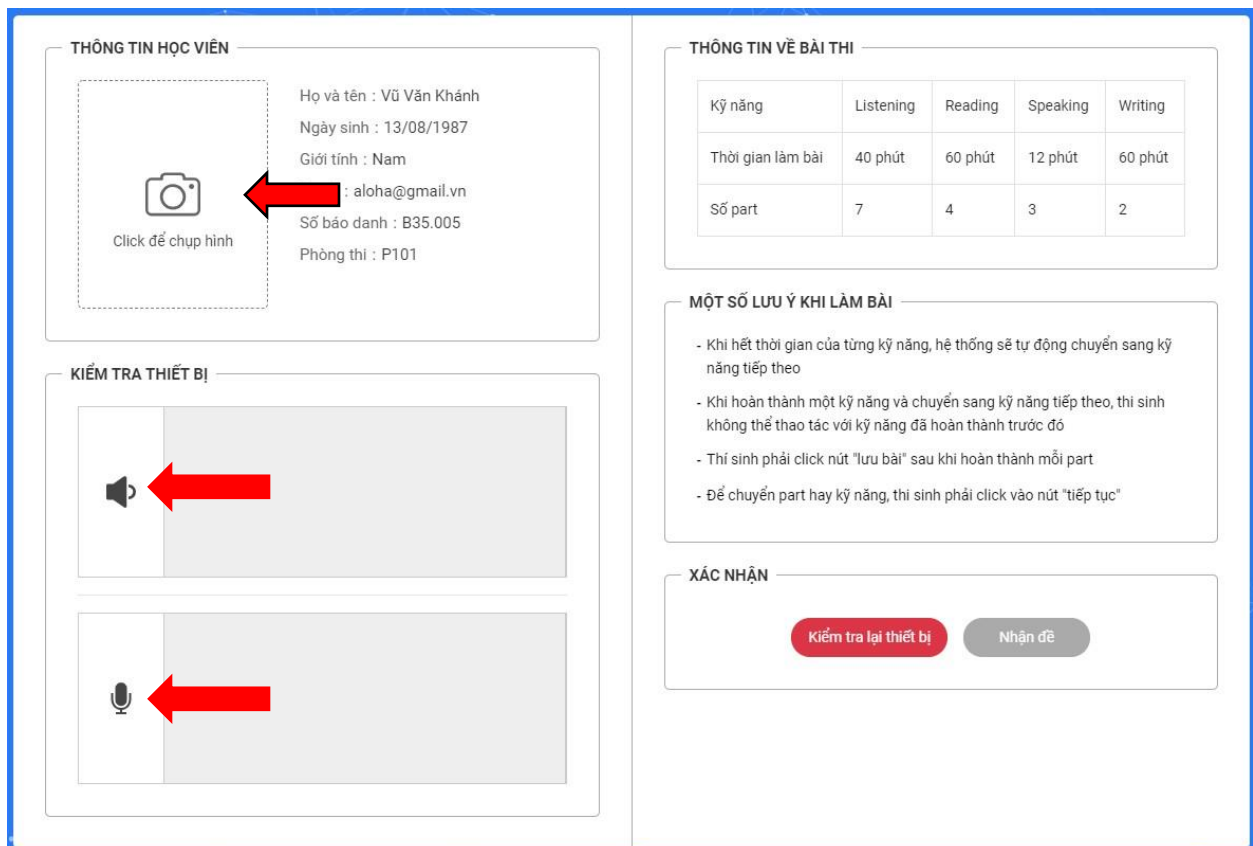 THÔNG TIN HỌC VIÊN
Click để chụp hình
Họ và tên : Vũ Văn Khánh
Ngày sinh : 13/08/1987
Giới tính : Nam
: aloha@gmail.vn
Số báo danh : B35.005
Phòng thi : P101
KIỂM TRA THIẾT BỊ
THÔNG TIN VỀ BÀI THI
Kỹ năng Listening Reading Speaking Writing
Thời gian làm bài 40 phút 60 phút 12 phút 60 phút
Số part 7 4 3 2
MỘT SỐ LƯU Ý KHI LÀM BÀI
- Khi hết thời gian của từng kỹ năng, hệ thống sẽ tự động chuyển sang kỹ
năng tiếp theo
- Khi hoàn thành một kỹ năng và chuyển sang kỹ năng tiếp theo, thi sinh
không thể thao tác với kỹ năng đã hoàn thành trước đó
- Thí sinh phải click nút "lưu bài" sau khi hoàn thành mỗi part
- Để chuyển part hay kỹ năng, thi sinh phải click vào nút "tiếp tục"
XÁC NHẬN
Kiểm tra lại thiết bị
Nhận đề